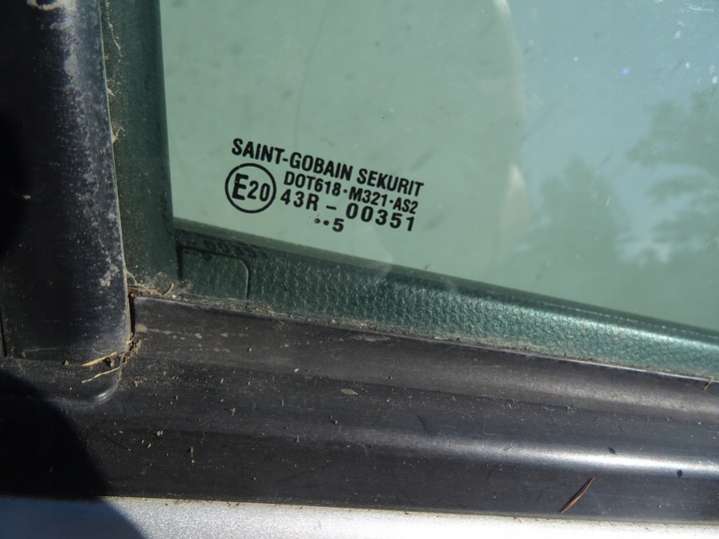 SAINT-GOBAIN SEKURIT
E20
DOT618·M321·AS2
43R-00351
..5